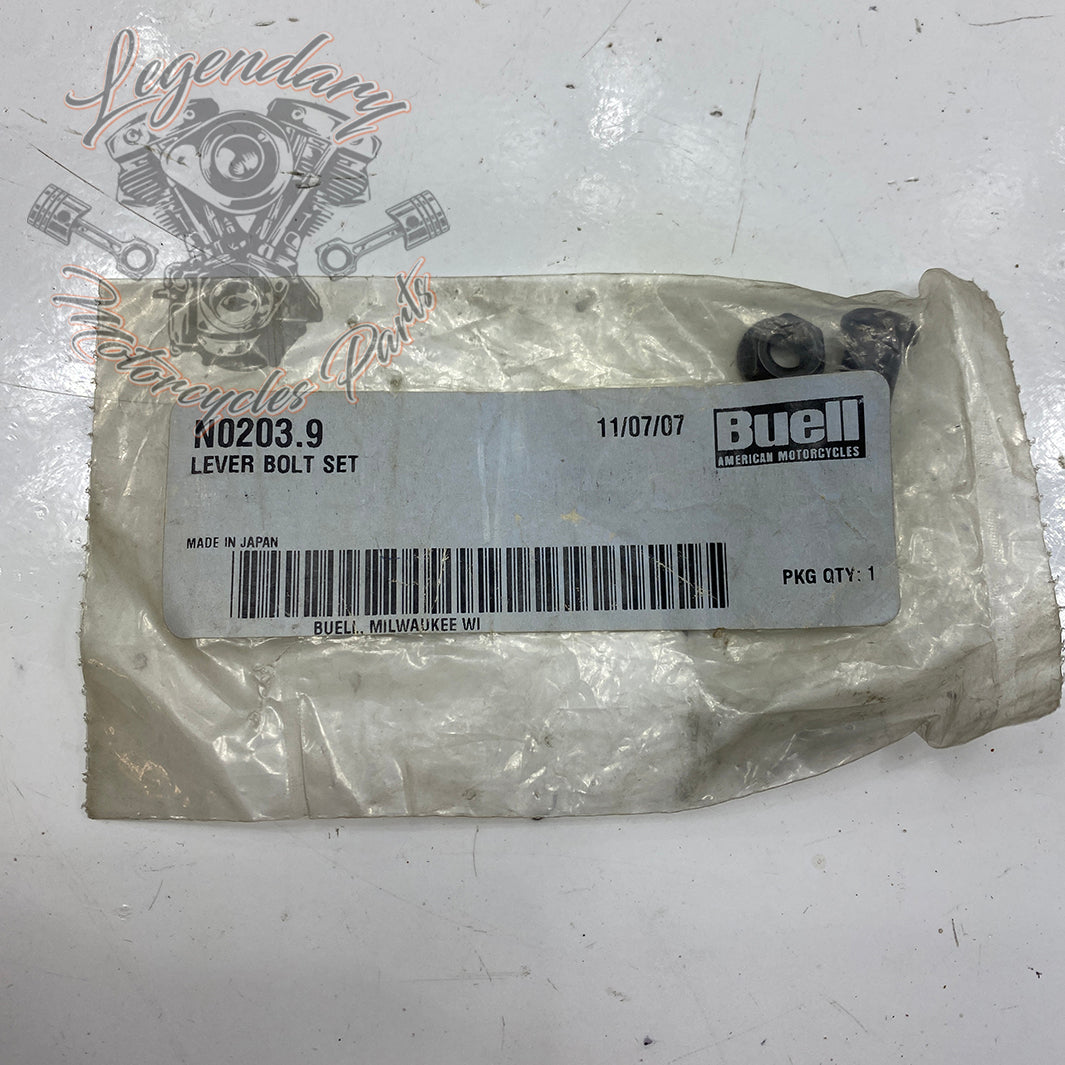 Legendary
Motorcycles Parts
N0203.9
11/07/07
Buell
LEVER BOLT SET
AMERICAN MOTORCYCLES
MADE IN JAPAN
PKG QTY: 1
BUELL, MILWAUKEE WI